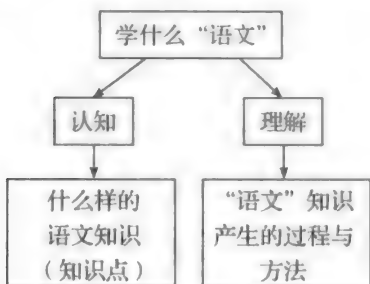 学什么“语文”
认知
理解
什么样的
语文知识
（知识点）
“语文”知识
产生的过程与
方法